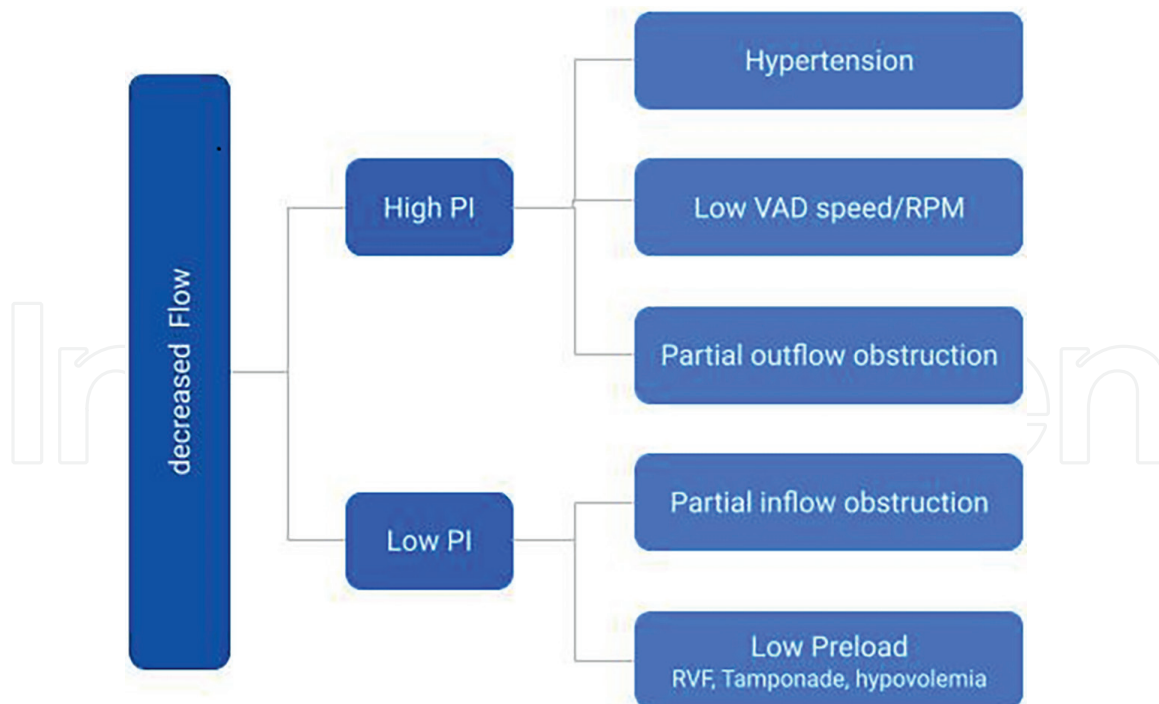 decreased Flow
High PI
Hypertension
Low VAD speed/RPM
Partial outflow obstruction
Low PI
Partial inflow obstruction
Low Preload
RVF, Tamponade, hypovolemia